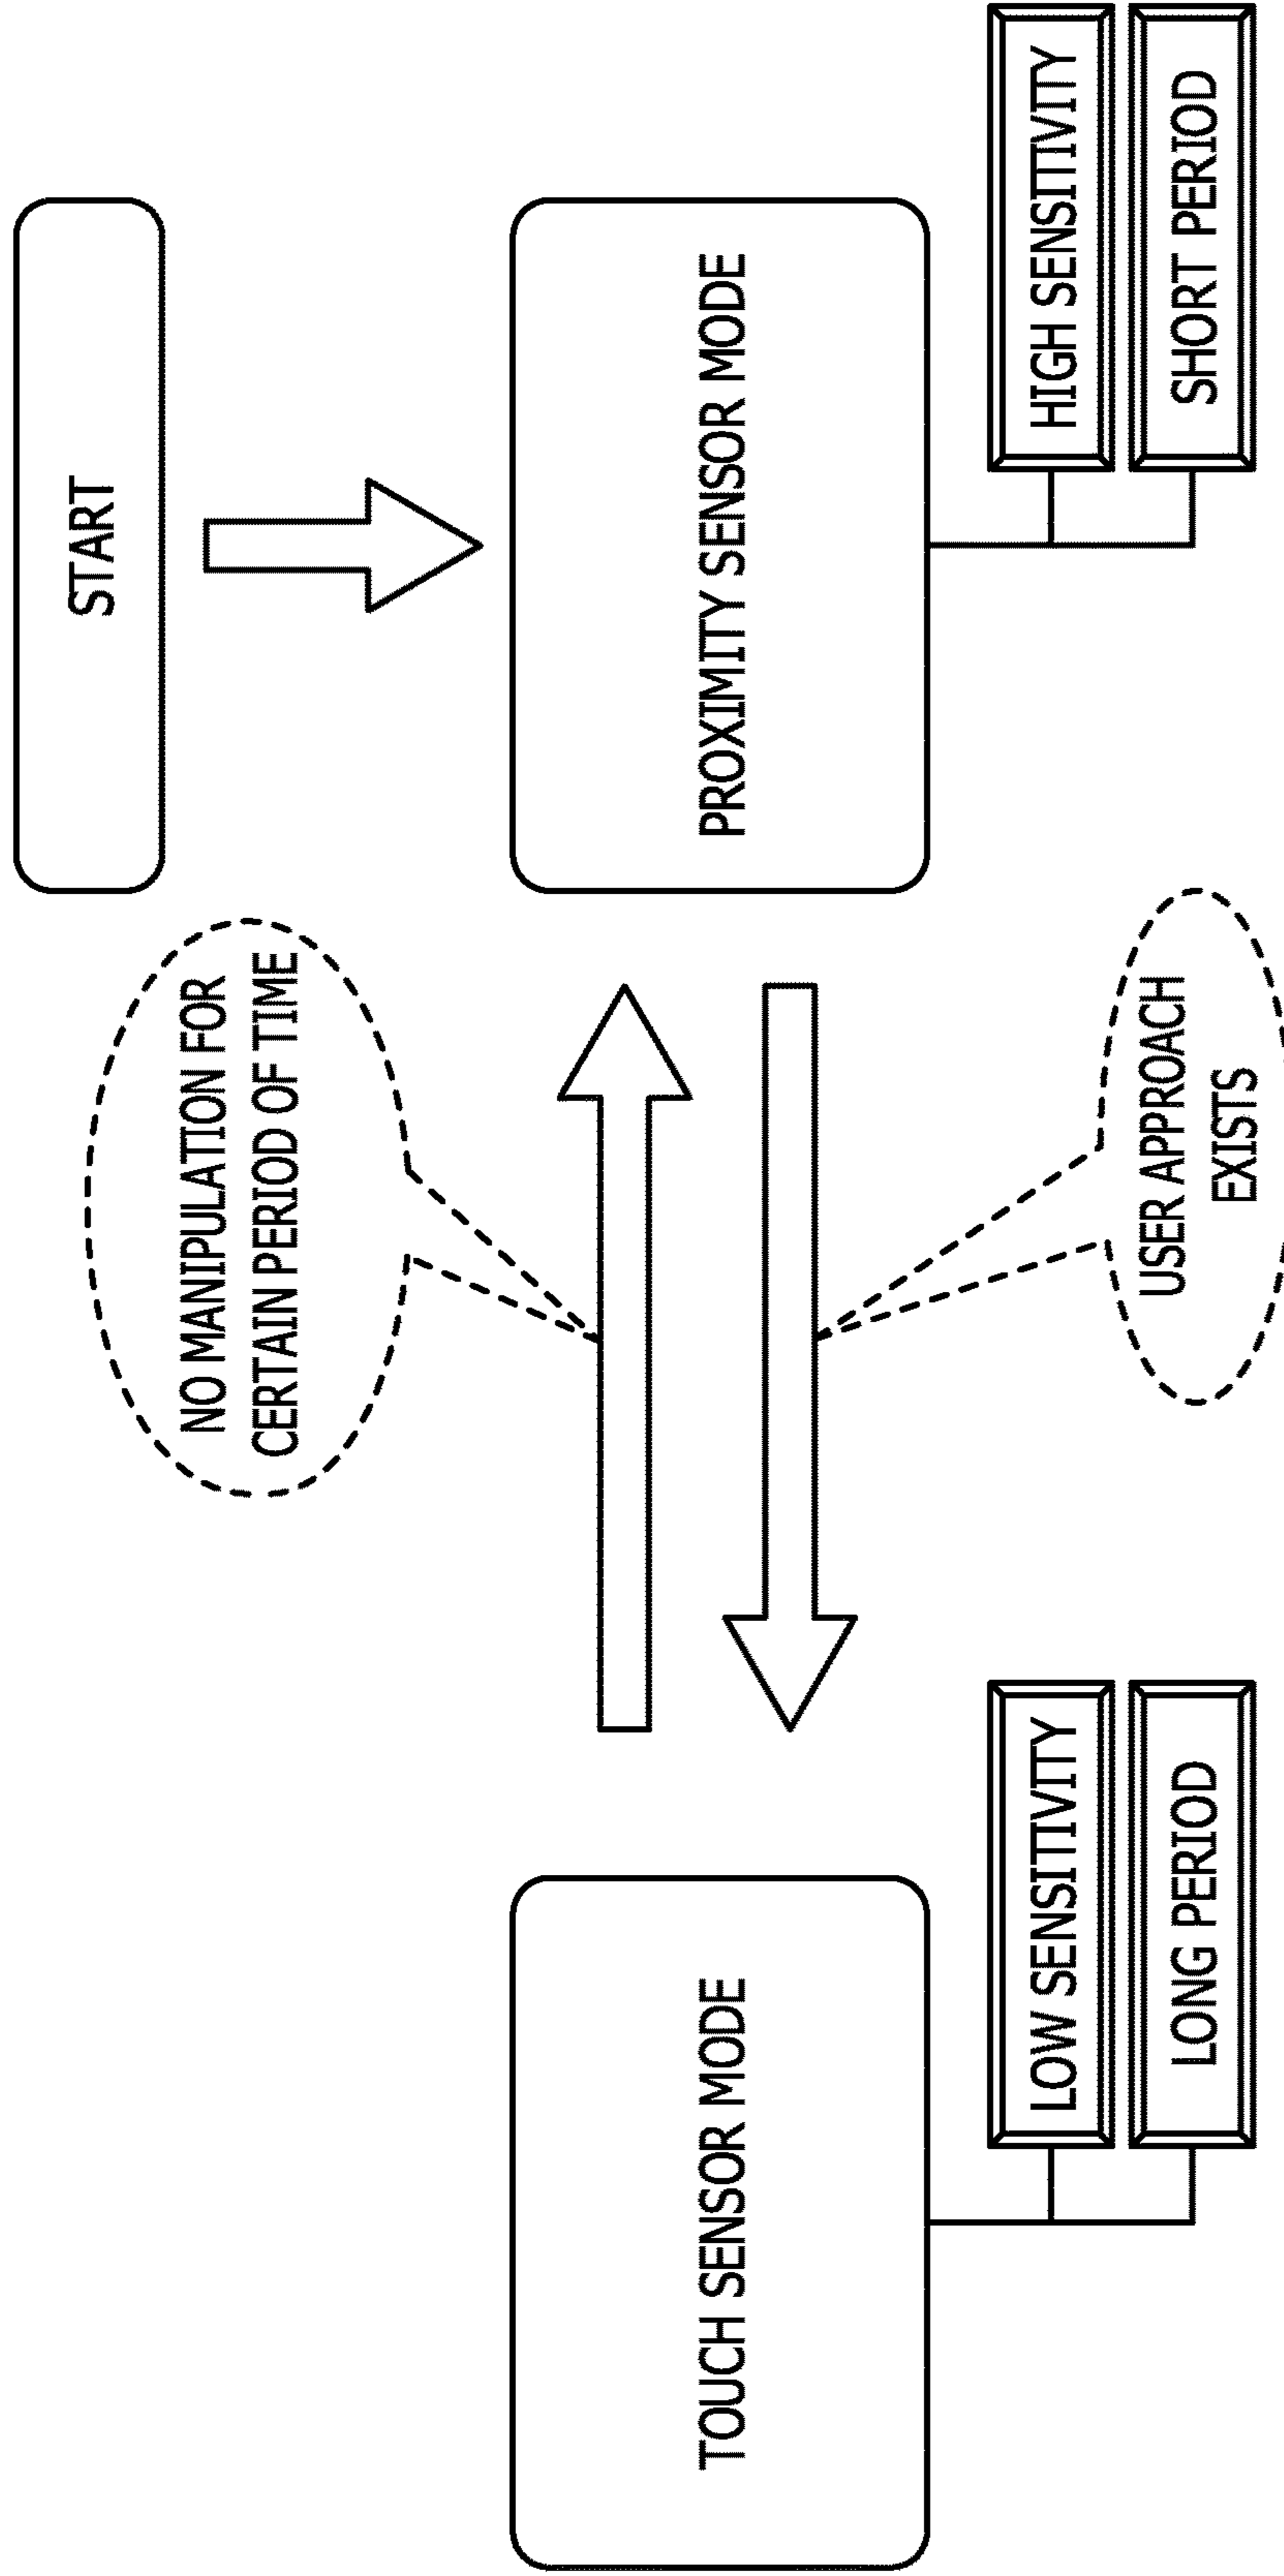 START
NO MANIPULATION FOR
CERTAIN PERIOD OF TIME
TOUCH SENSOR MODE
PROXIMITY SENSOR MODE
LOW SENSITIVITY
LONG PERIOD
USER APPROACH
EXISTS
HIGH SENSITIVITY
SHORT PERIOD